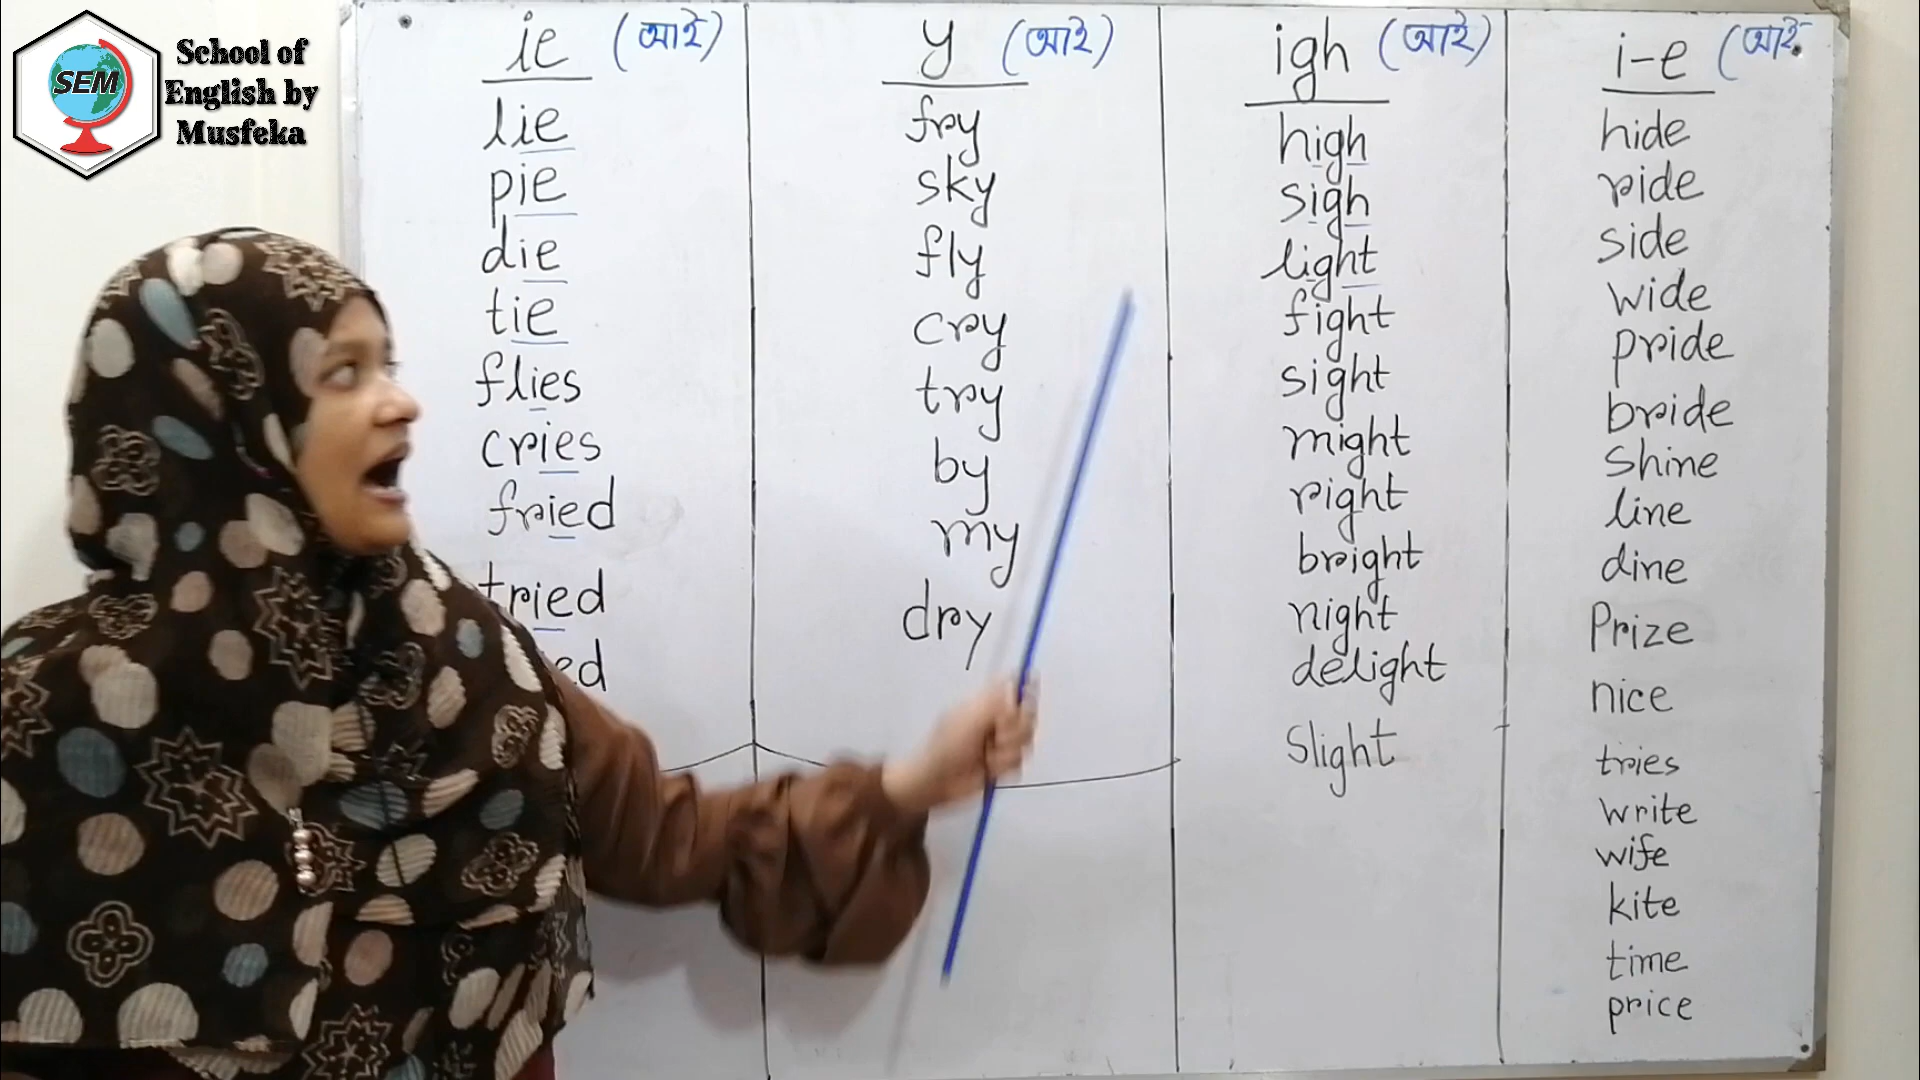 SEM
School of
English by
Musfeka
ie (আই)
lie
pie
die
tie
flies
cries
fried
tried
y (আই)
fry
sky
fly
cry
try
by
my
dry
igh (আই)
high
sigh
light
fight
sight
might
right
bright
night
delight
Slight
i-e (আই
hide
ride
side
wide
pride
bride
Shine
line
dine
Prize
nice
tries
write
wife
kite
time
price